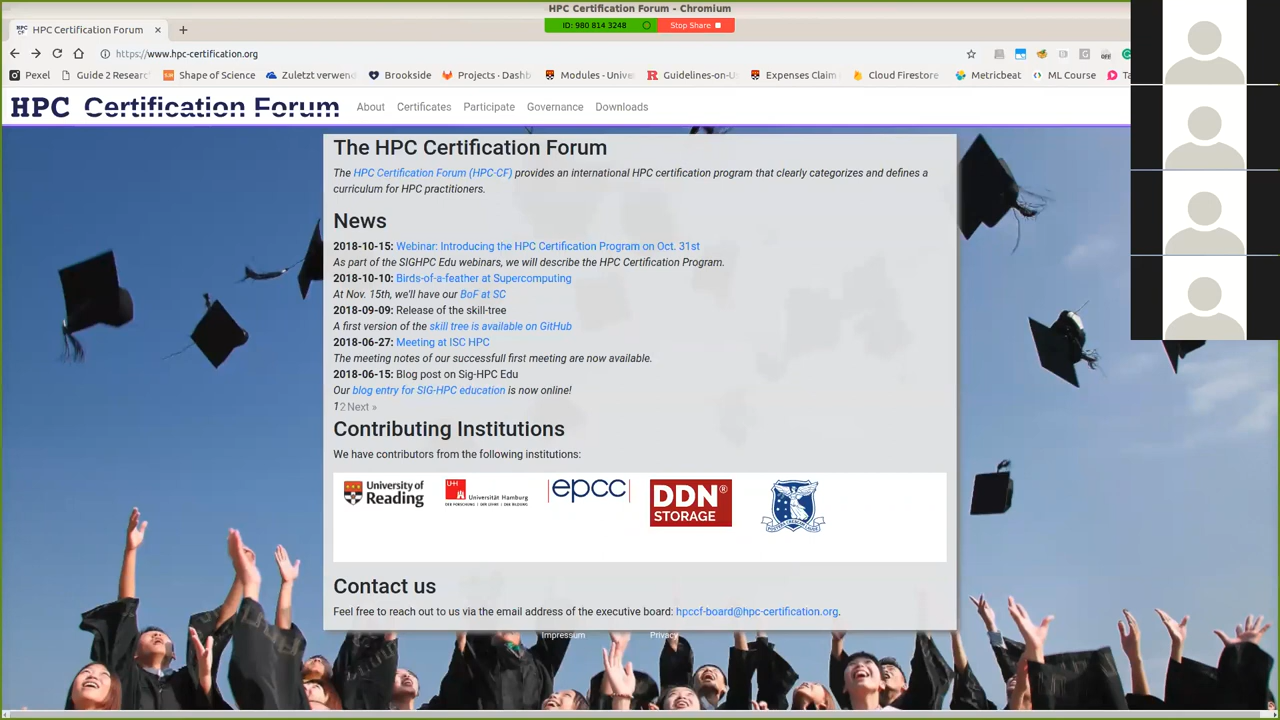 HPC Certification Forum - Chromium
ID: 980 814 3248 Stop Share
HPC Certification Forum
https://www.hpc-certification.org
Pexel Guide 2 Researc Shape of Science Zuletzt verwend Brookside Projects · Dashb Modules - Unive Guidelines-on-U Expenses Claim Cloud Firestore Metricbeat ML Course Ta
HPC Certification Forum About Certificates Participate Governance Downloads
The HPC Certification Forum
The HPC Certification Forum (HPC-CF) provides an international HPC certification program that clearly categorizes and defines a
curriculum for HPC practitioners.
News
2018-10-15: Webinar: Introducing the HPC Certification Program on Oct. 31st
As part of the SIGHPC Edu webinars, we will describe the HPC Certification Program.
2018-10-10: Birds-of-a-feather at Supercomputing
At Nov. 15th, we'll have our BoF at SC
2018-09-09: Release of the skill-tree
A first version of the skill tree is available on GitHub
2018-06-27: Meeting at ISC HPC
The meeting notes of our successfull first meeting are now available.
2018-06-15: Blog post on Sig-HPC Edu
Our blog entry for SIG-HPC education is now online!
1 2 Next »
Contributing Institutions
We have contributors from the following institutions:
University of
Reading
UHH
Universität Hamburg
DER FORSCHUNG | DER LEHRE | DER BILDUNG
epcc
DDN®
STORAGE
Contact us
Feel free to reach out to us via the email address of the executive board: hpccf-board@hpc-certification.org.
Impressum Privacy